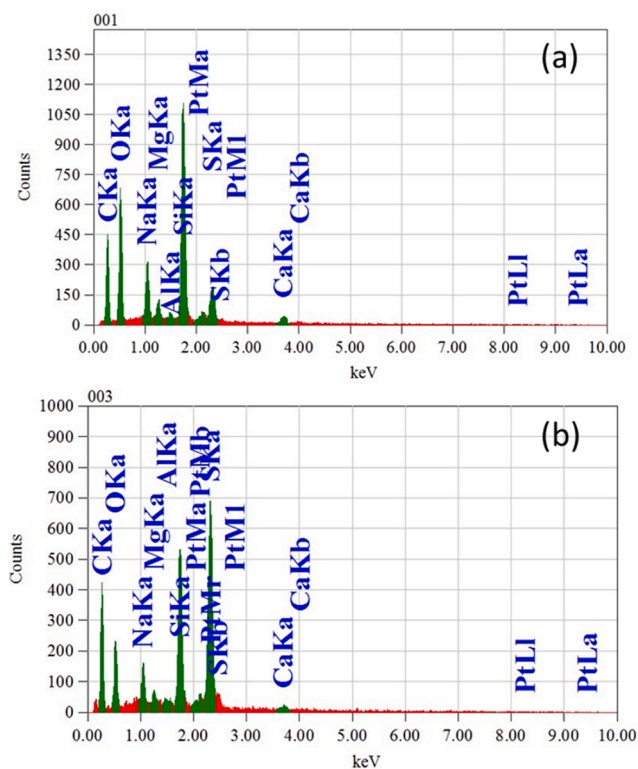 001
(a)
Counts
1350
1200
1050
900
750
600
450
300
150
0
CKa
OKa
NaKa
MgKa
AlKa
SiKa
PtMa
SKa
SKb
PtM1
CaKa
CaKb
PtLl
PtLa
0.00 1.00 2.00 3.00 4.00 5.00 6.00 7.00 8.00 9.00 10.00
keV
003
(b)
Counts
1000
900
800
700
600
500
400
300
200
100
0
CKa
OKa
NaKa
MgKa
AlKa
SiKa
PtMa
PtMb
SKa
PtMr
SKb
PtM1
CaKa
CaKb
PtLl
PtLa
0.00 1.00 2.00 3.00 4.00 5.00 6.00 7.00 8.00 9.00 10.00
keV